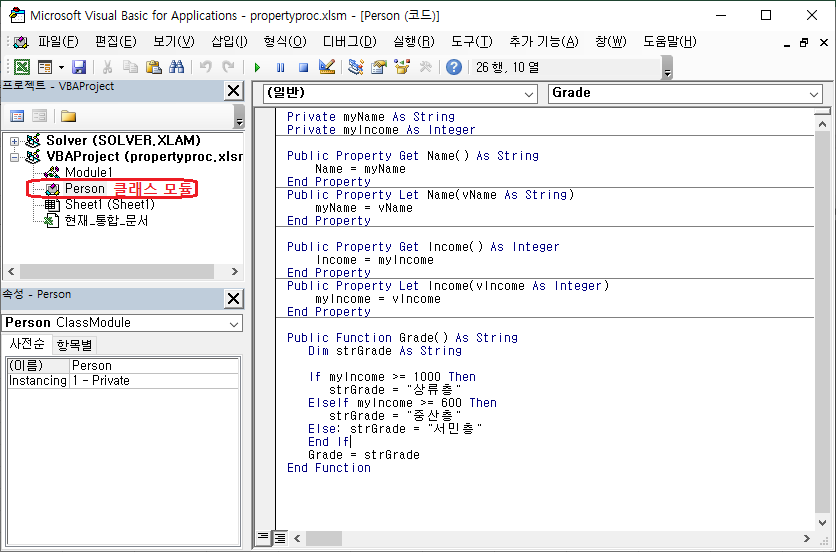 Microsoft Visual Basic for Applications - propertyproc.xlsm - [Person (코드)]
파일(F) 편집(E) 보기(V) 삽입(I) 형식(O) 디버그(D) 실행(R) 도구(T) 추가 기능(A) 창(W) 도움말(H)
26 행, 10 열
프로젝트 - VBAProject
Solver (SOLVER.XLAM)
VBAProject (propertyproc.xlsr
Module1
Person 클래스 모듈
Sheet1 (Sheet1)
현재_통합_문서
속성 - Person
Person ClassModule
사전순 항목별
(이름) Person
Instancing 1 - Private
(일반) Grade
Private myName As String
Private myIncome As Integer
Public Property Get Name() As String
Name = myName
End Property
Public Property Let Name(vName As String)
myName = vName
End Property
Public Property Get Income() As Integer
Income = myIncome
End Property
Public Property Let Income(vIncome As Integer)
myIncome = vIncome
End Property
Public Function Grade() As String
Dim strGrade As String
If myIncome >= 1000 Then
strGrade = "상류층"
ElseIf myIncome >= 600 Then
strGrade = "중산층"
Else: strGrade = "서민층"
End If
Grade = strGrade
End Function